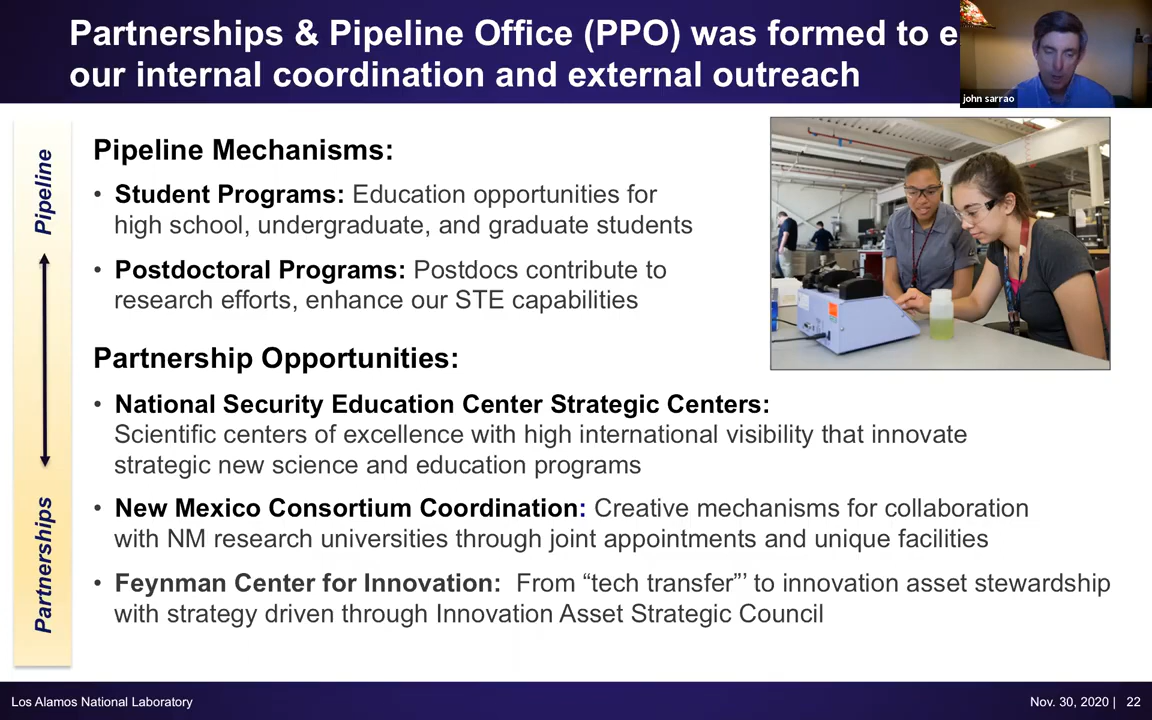 Partnerships & Pipeline Office (PPO) was formed to e
our internal coordination and external outreach
john sarrao
Pipeline
Pipeline Mechanisms:
• Student Programs: Education opportunities for
high school, undergraduate, and graduate students
• Postdoctoral Programs: Postdocs contribute to
research efforts, enhance our STE capabilities
Partnerships
Partnership Opportunities:
• National Security Education Center Strategic Centers:
Scientific centers of excellence with high international visibility that innovate
strategic new science and education programs
• New Mexico Consortium Coordination: Creative mechanisms for collaboration
with NM research universities through joint appointments and unique facilities
• Feynman Center for Innovation:  From “tech transfer”’ to innovation asset stewardship
with strategy driven through Innovation Asset Strategic Council
Los Alamos National Laboratory
Nov. 30, 2020 | 22